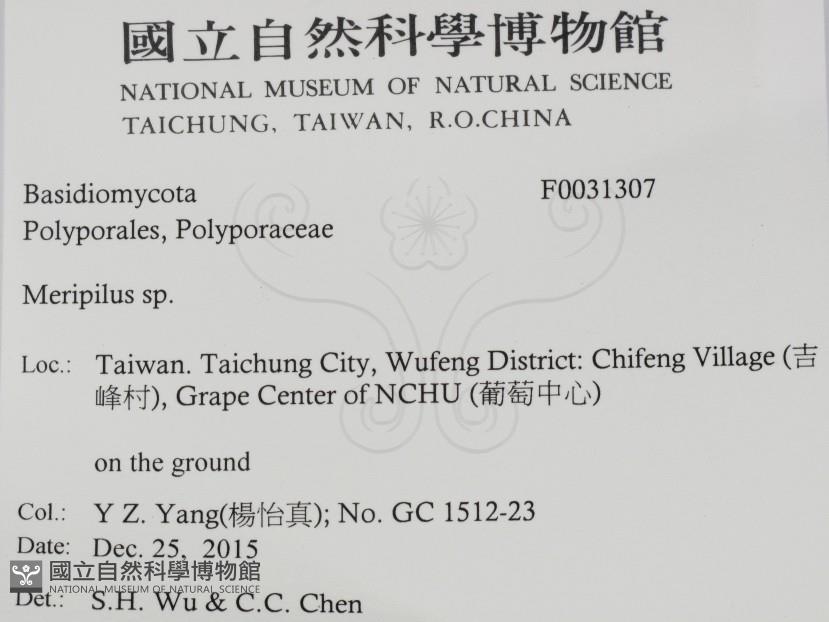 國立自然科學博物館
NATIONAL MUSEUM OF NATURAL SCIENCE
TAICHUNG, TAIWAN, R.O.CHINA
Basidiomycota F0031307
Polyporales, Polyporaceae
Meripilus sp.
Loc.: Taiwan. Taichung City, Wufeng District: Chifeng Village (吉
峰村), Grape Center of NCHU (葡萄中心)
on the ground
Col.: Y Z. Yang(楊怡真); No. GC 1512-23
Date: Dec. 25, 2015
國立自然科學博物館
NATIONAL MUSEUM OF NATURAL SCIENCE
Det.: S.H. Wu & C.C. Chen